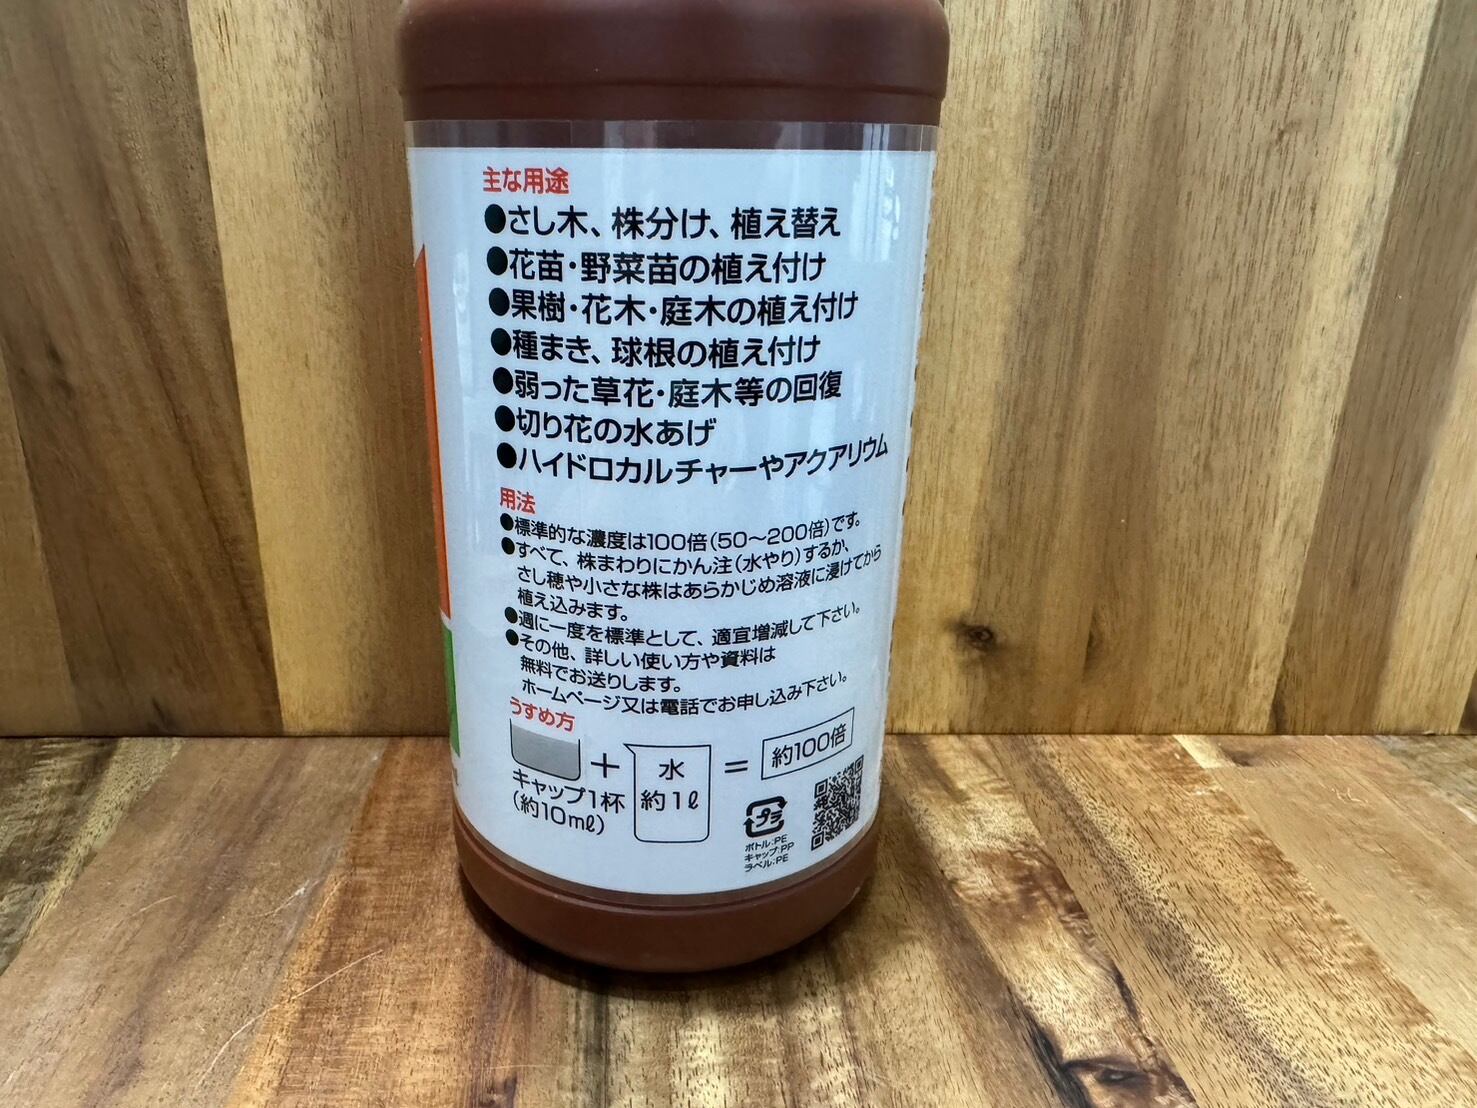 主な用途
●さし木、株分け、植え替え
●花苗・野菜苗の植え付け
●果樹・花木・庭木の植え付け
●種まき、球根の植え付け
●弱った草花・庭木等の回復
●切り花の水あげ
●ハイドロカルチャーやアクアリウム
用法
●標準的な濃度は100倍(50～200倍)です。
●すべて、株まわりにかん注(水やり)するか、
さし穂や小さな株はあらかじめ溶液に浸けてから
植え込みます。
●週に一度を標準として、適宜増減して下さい。
●その他、詳しい使い方や資料は
無料でお送りします。
ホームページ又は電話でお申し込み下さい。
うすめ方
キャップ1杯
(約10mℓ)
＋
水
約1ℓ
＝
約100倍
プラ
ボトル:PE
キャップ:PP
ラベル:PE